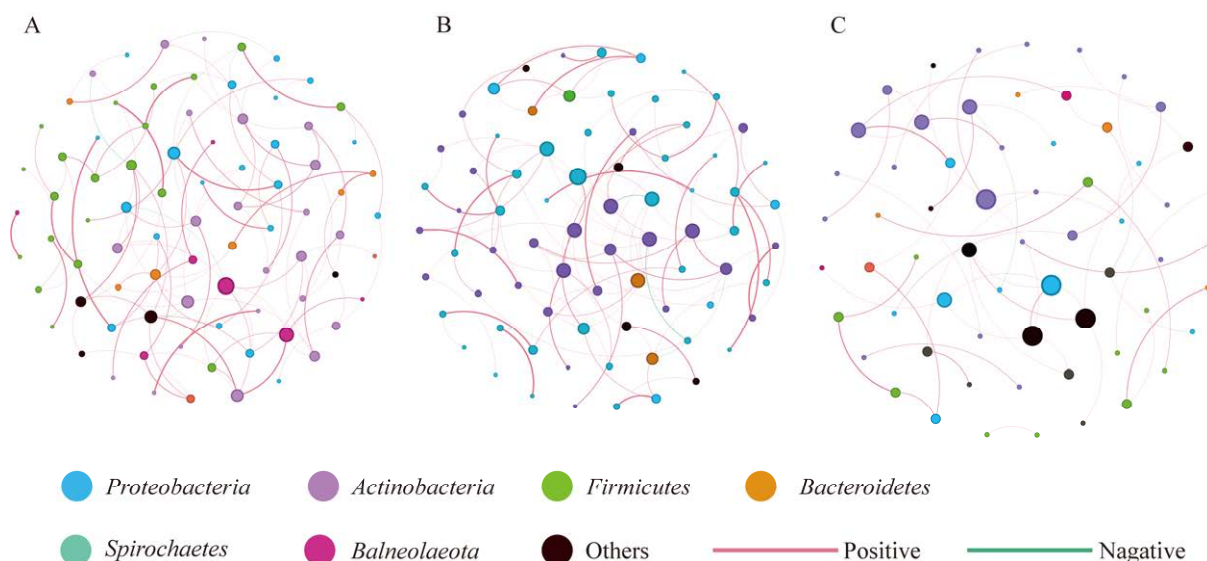 A B C
Proteobacteria Actinobacteria Firmicutes Bacteroidetes
Spirochaetes Balneolaeota Others Positive Nagative